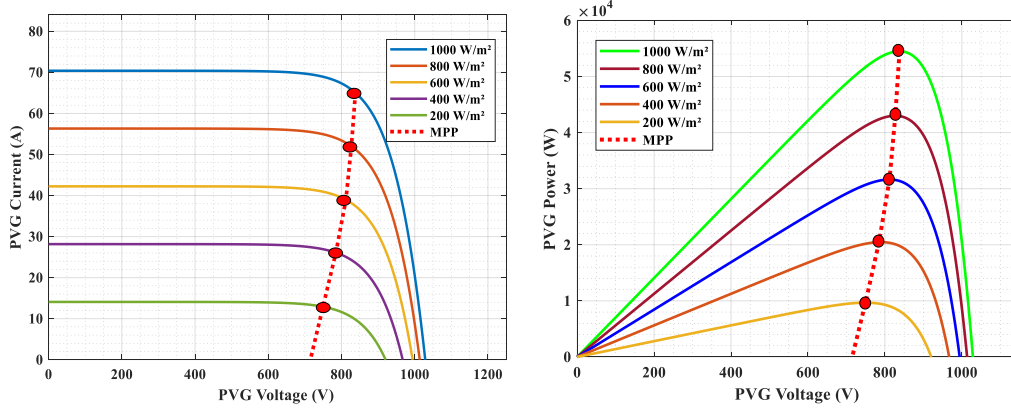 80
70
60
50
40
30
20
10
0
0
200
400
600
800
1000
1200
PVG Current (A)
PVG Voltage (V)
1000 W/m²
800 W/m²
600 W/m²
400 W/m²
200 W/m²
MPP
×10⁴
6
5
4
3
2
1
0
0
200
400
600
800
1000
PVG Power (W)
PVG Voltage (V)
1000 W/m²
800 W/m²
600 W/m²
400 W/m²
200 W/m²
MPP